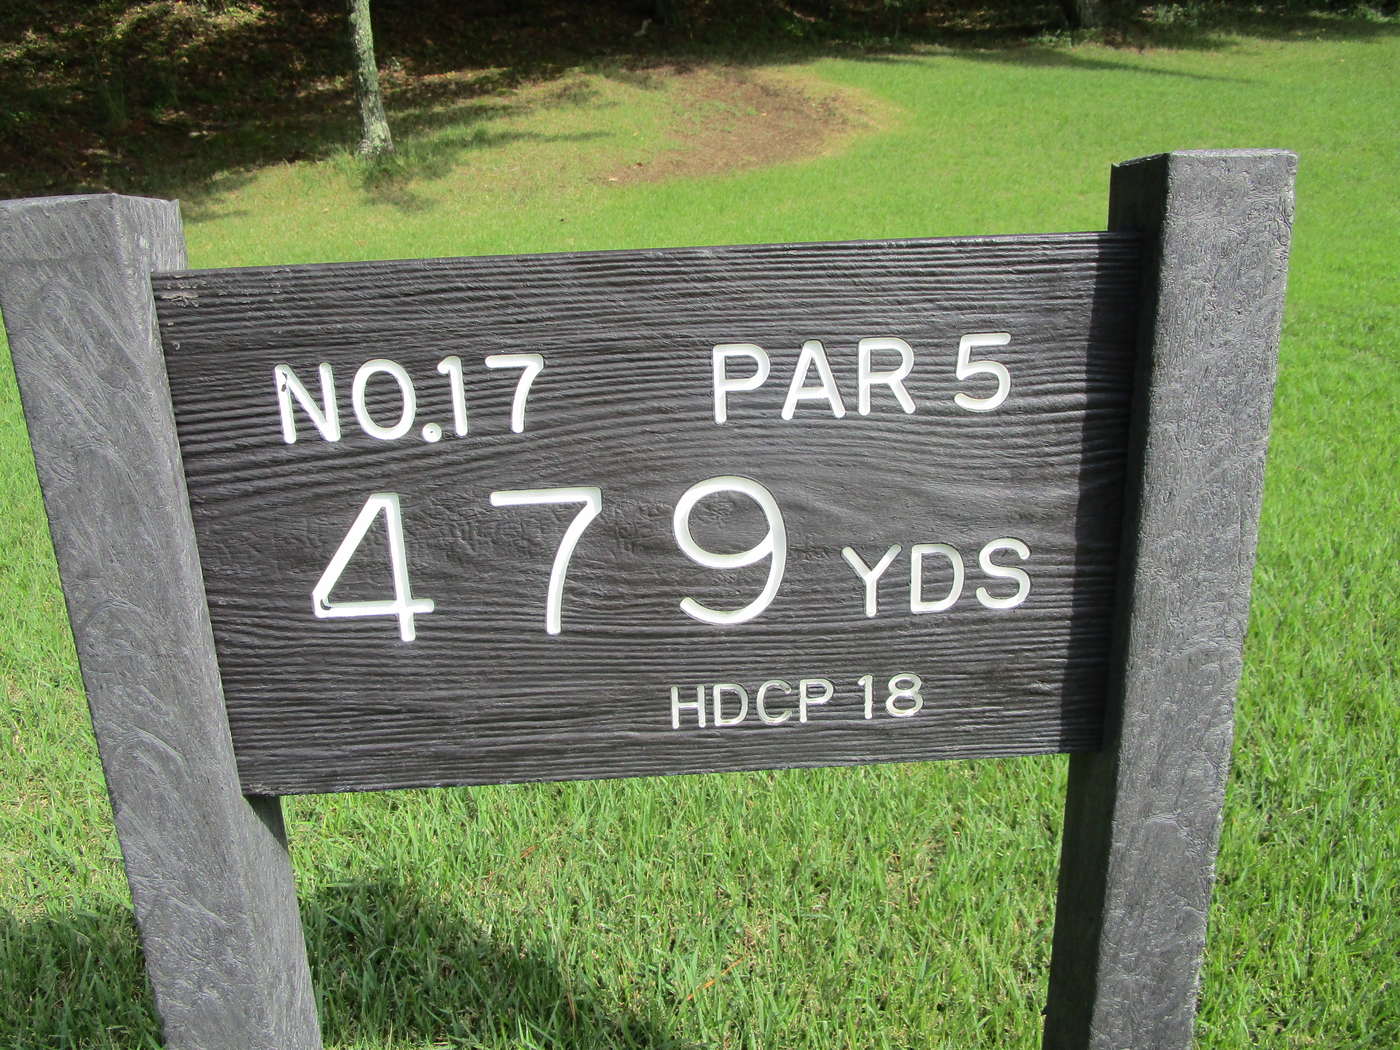 NO.17 PAR 5
479 YDS
HDCP 18